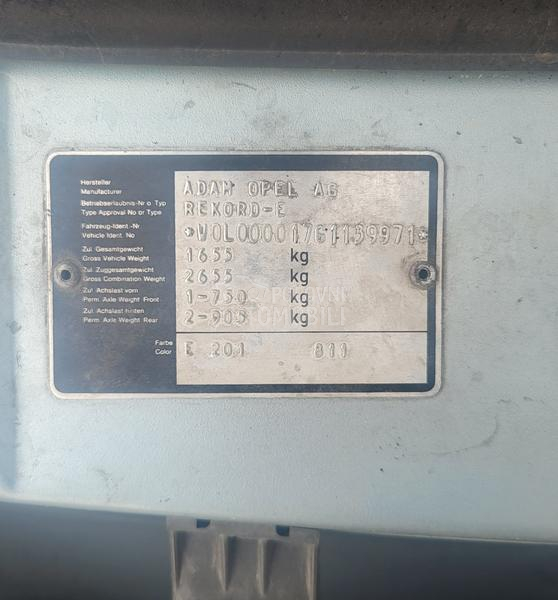 Hersteller
Manufacturer
ADAM OPEL AG
Betriebserlaubnis-Nr o Typ
Type Approval No or Type
REKORD-E
Fahrzeug-Ident.-Nr
Vehicle Ident. No
*W0L000017G1139971*
Zul Gesamtgewicht
Gross Vehicle Weight
1655 kg
Zul Zuggesamtgewicht
Gross Combination Weight
2655 kg
Zul Achslast vorn
Perm. Axle Weight Front
1-750 kg
Zul. Achslast hinten
Perm. Axle Weight Rear
2-905 kg
Farbe
Color
E 201 811